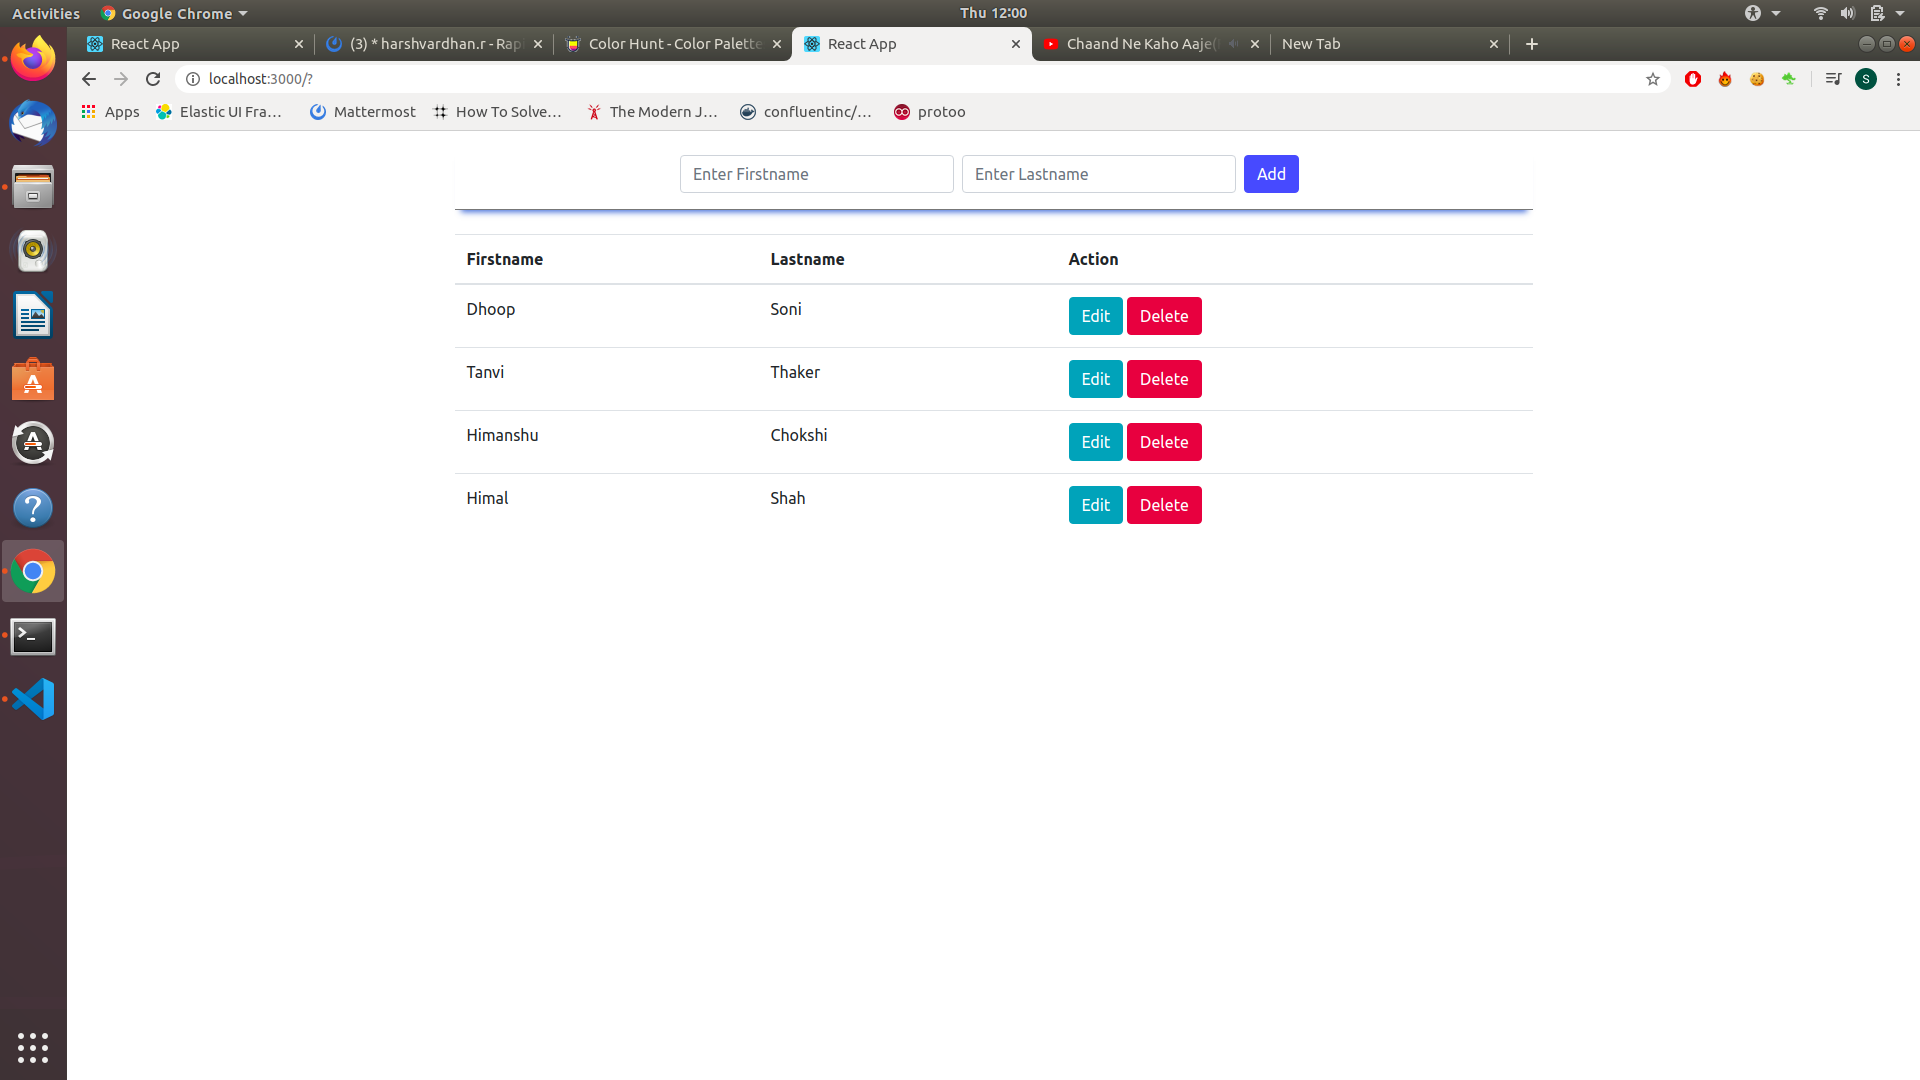 Activities Google Chrome Thu 12:00
React App (3) * harshvardhan.r - Rap Color Hunt - Color Palette React App Chaand Ne Kaho Aaje( New Tab
localhost:3000/? S
Apps Elastic UI Fra... Mattermost How To Solve... The Modern J... confluentinc/... protoo
Enter Firstname Enter Lastname Add
Firstname Lastname Action
Dhoop Soni Edit Delete
Tanvi Thaker Edit Delete
Himanshu Chokshi Edit Delete
Himal Shah Edit Delete